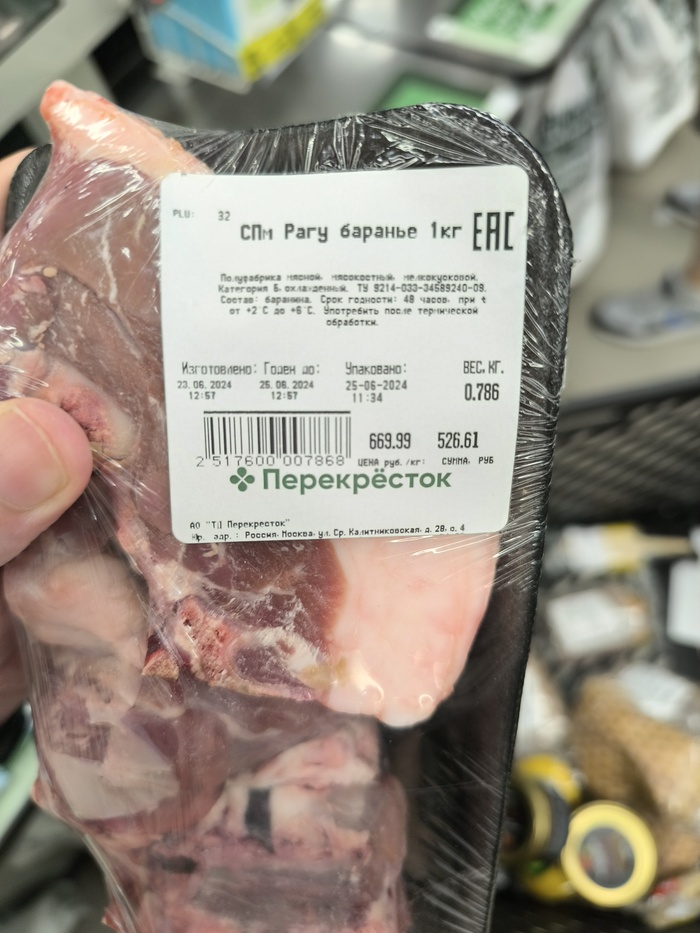 PLU: 32
СПм Рагу баранье 1кг EAC
Полуфабрика мясной, мясокостный, мелкокусковой,
Категория Б, охлажденный. ТУ 9214-033-34589240-09.
Состав: баранина. Срок годности: 48 часов, при t
от +2°C до +6°C. Употребить после термической
обработки.
Изготовлено: Годен до: Упаковано: ВЕС, КГ.
23.06.2024 25.06.2024 25-06-2024 0.786
12:57 12:57 11:34
669.99 526.61
2 517600 007868 ЦЕНА руб./кг: СУММА, РУБ
Перекрёсток
АО "ТД Перекресток"
Юр. адр. : Россия, Москва, ул. Ср. Калитниковская, д. 28, с. 4